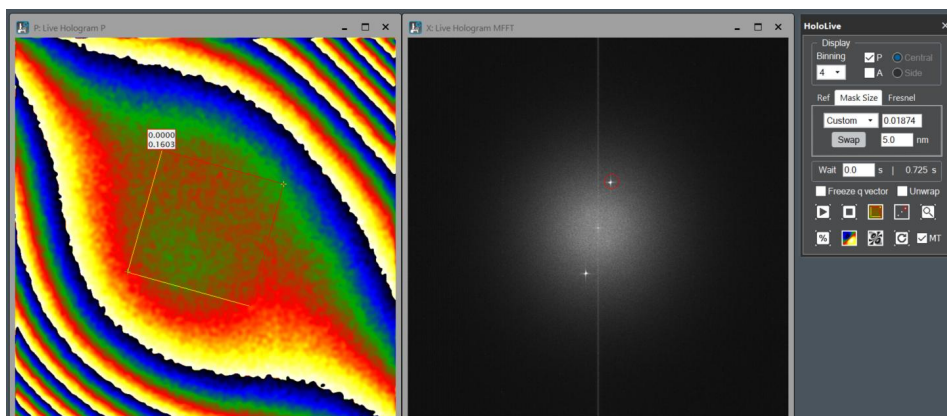 P: Live Hologram P
0.0000
0.1603
X: Live Hologram MFFT
HoloLive
Display
Binning
P
Central
4
A
Side
Ref Mask Size Fresnel
Custom 0.01874
Swap 5.0 nm
Wait 0.0 s | 0.725 s
Freeze q vector Unwrap
% MT